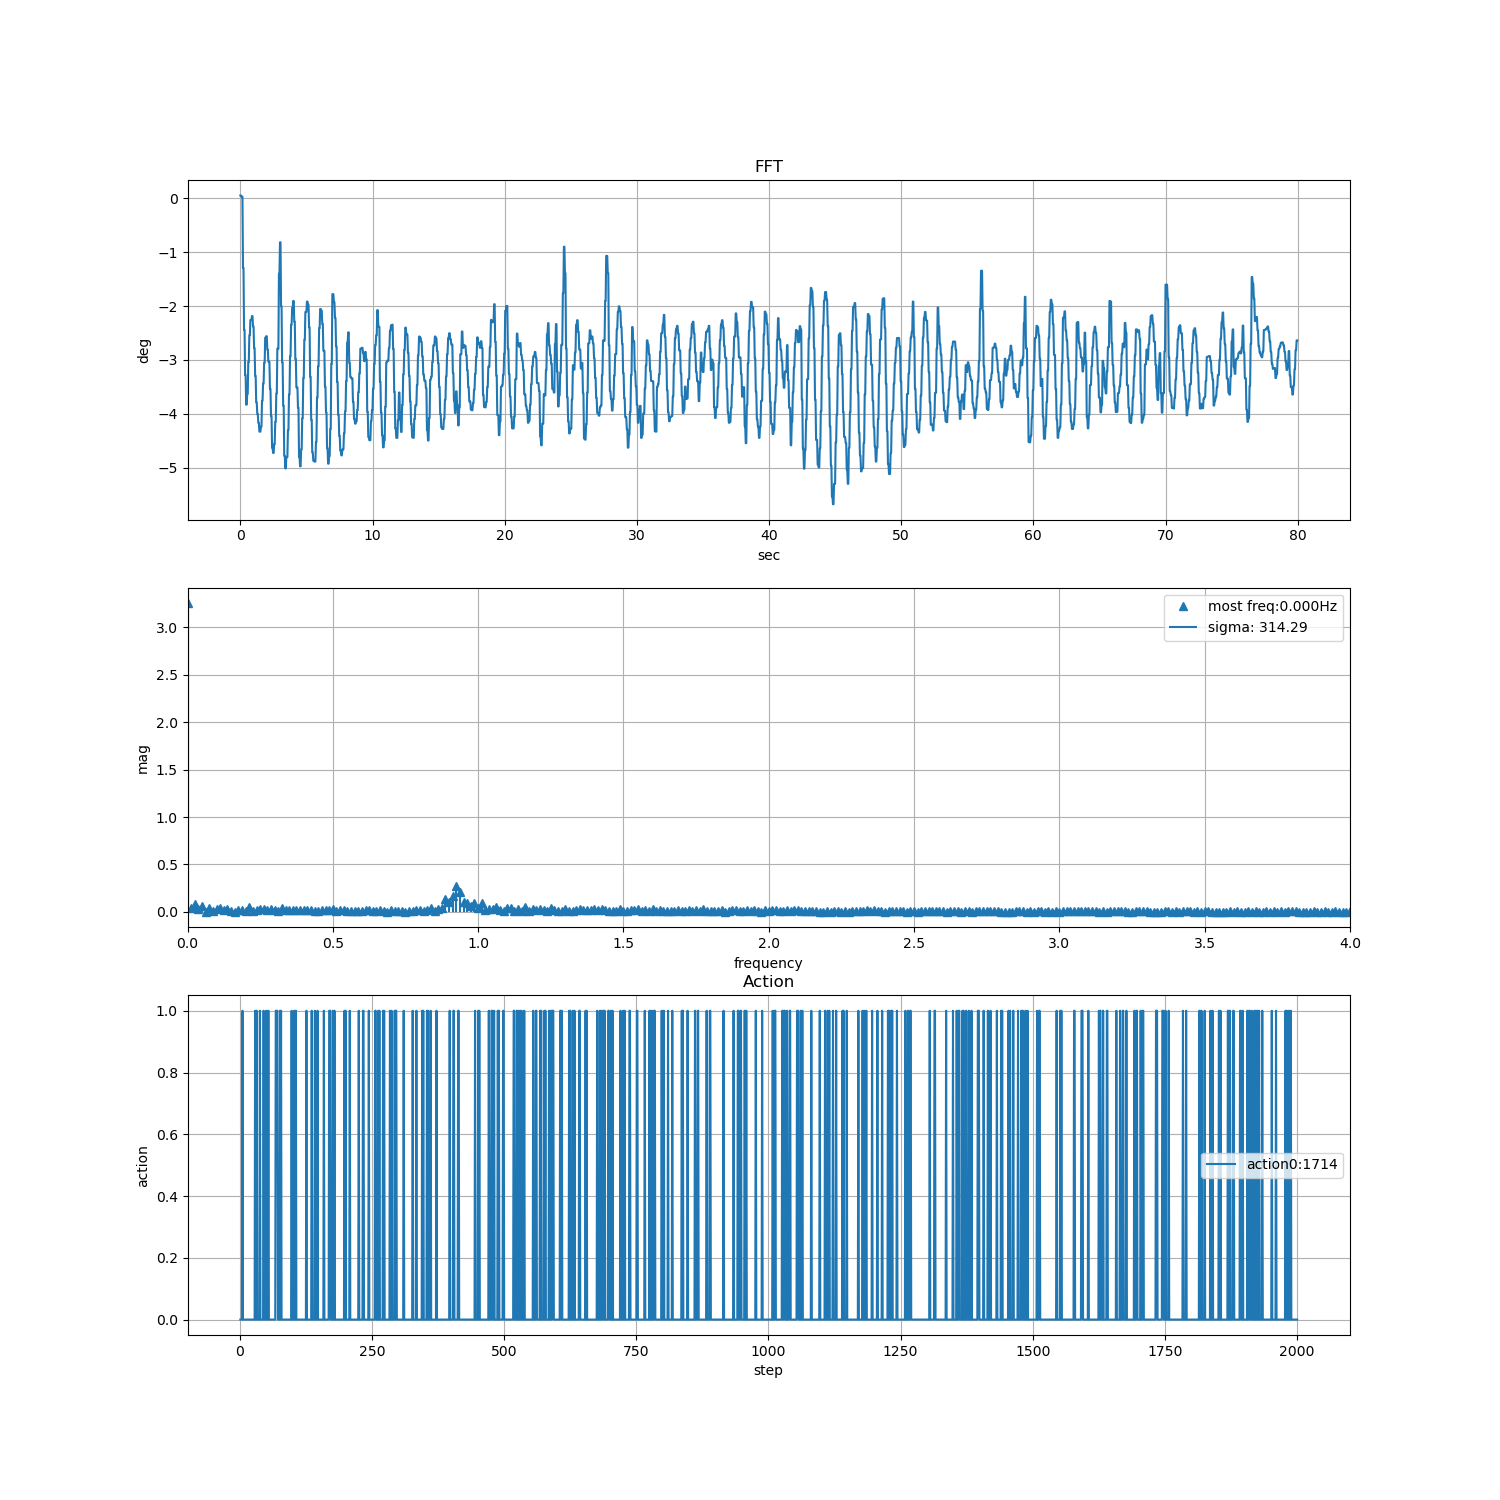 FFT
0
−1
−2
−3
−4
−5
deg
0 10 20 30 40 50 60 70 80
sec
most freq:0.000Hz
sigma: 314.29
3.0
2.5
2.0
1.5
1.0
0.5
0.0
mag
0.0 0.5 1.0 1.5 2.0 2.5 3.0 3.5 4.0
frequency
Action
1.0
0.8
0.6
0.4
0.2
0.0
action
action0:1714
0 250 500 750 1000 1250 1500 1750 2000
step